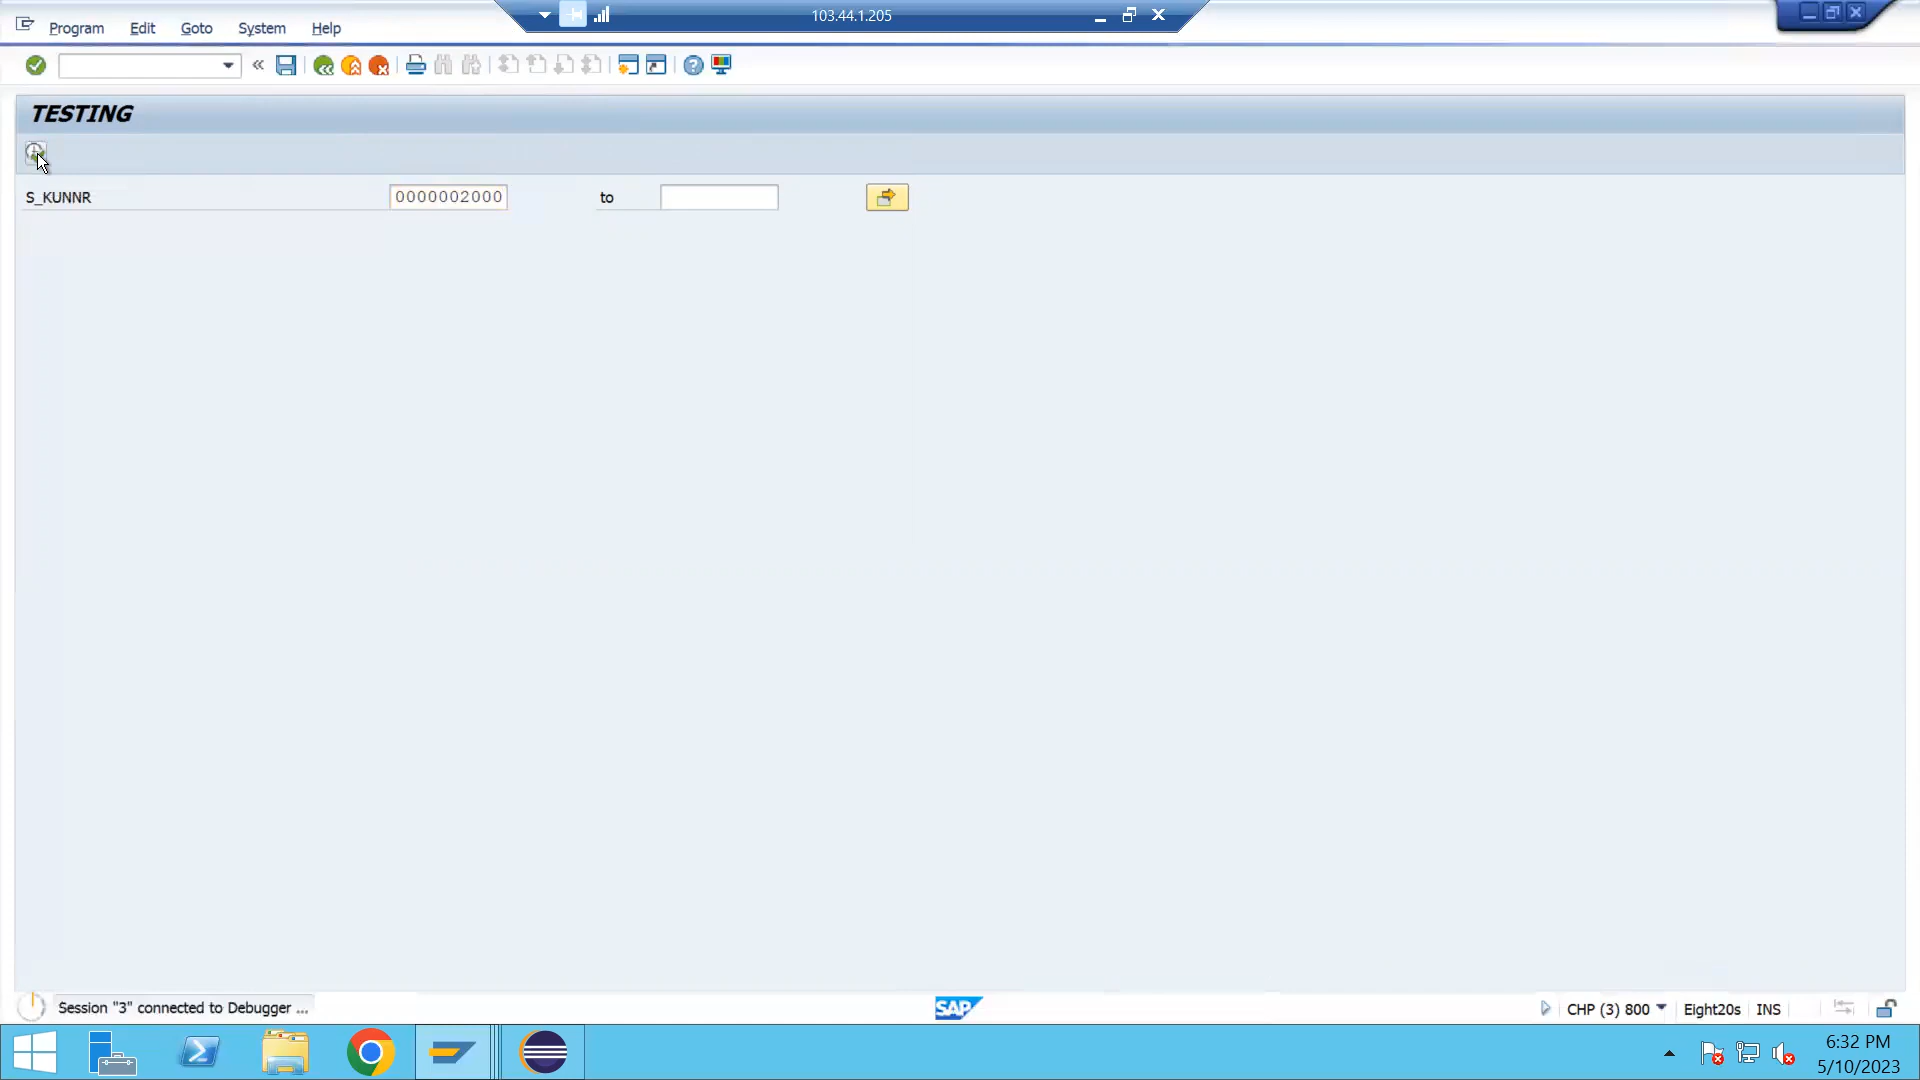 103.44.1.205
Program Edit Goto System Help
TESTING
S_KUNNR 0000002000 to
Session "3" connected to Debugger ...
SAP
CHP (3) 800 Eight20s INS
6:32 PM
5/10/2023